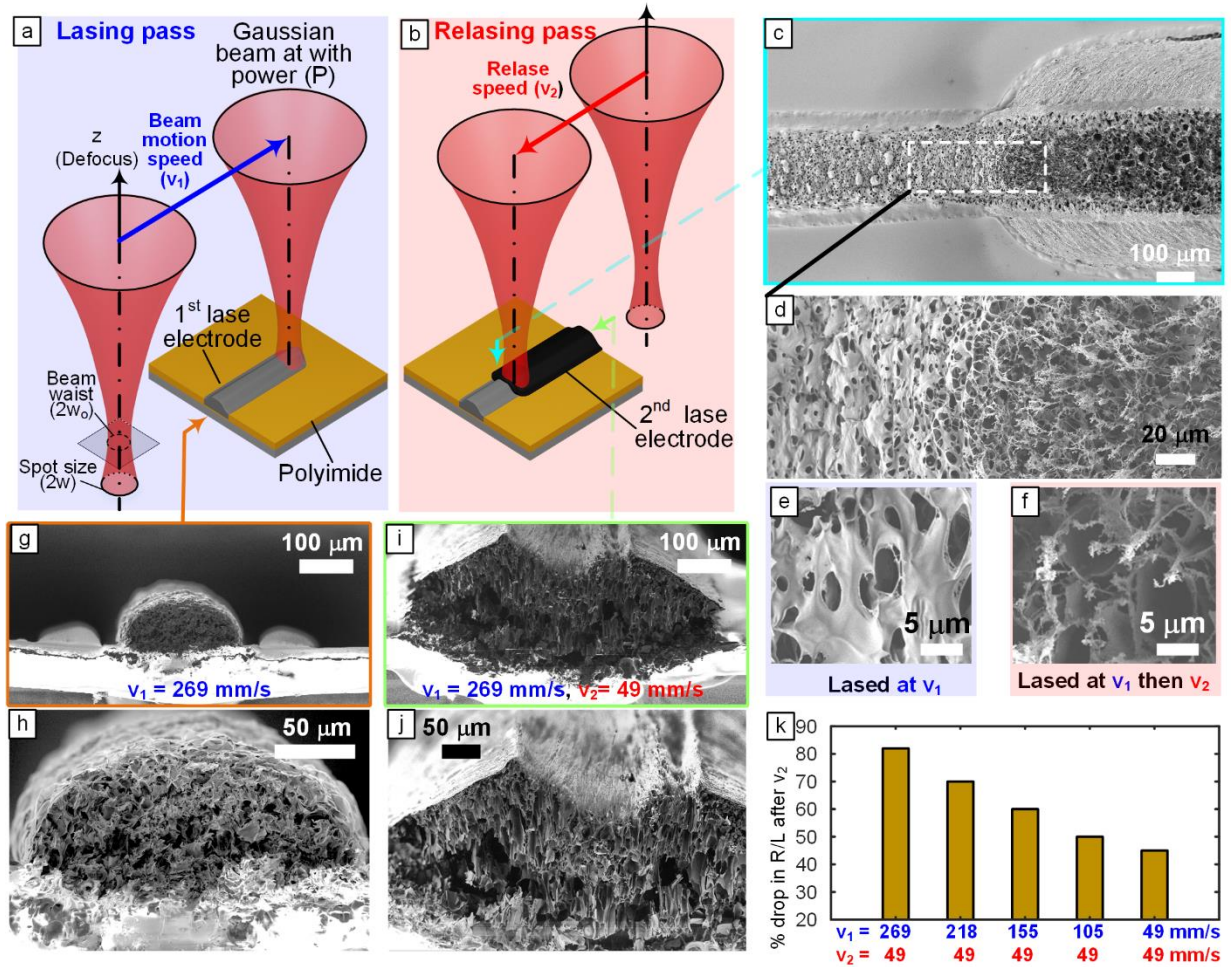 a
Lasing pass
Gaussian
beam at with
power (P)
Beam
motion
speed
(v₁)
z
(Defocus)
1st lase
electrode
Beam
waist
(2wₒ)
Spot size
(2w)
Polyimide
b
Relasing pass
Relase
speed (v₂)
2nd lase
electrode
c
100 µm
d
20 µm
e
5 µm
Lased at v₁
f
5 µm
Lased at v₁ then v₂
g
100 µm
v₁ = 269 mm/s
h
50 µm
i
100 µm
v₁ = 269 mm/s, v₂= 49 mm/s
j
50 µm
k
% drop in R/L after v₂
90
80
70
60
50
40
30
20
v₁ = 269 218 155 105 49 mm/s
v₂ = 49 49 49 49 49 mm/s